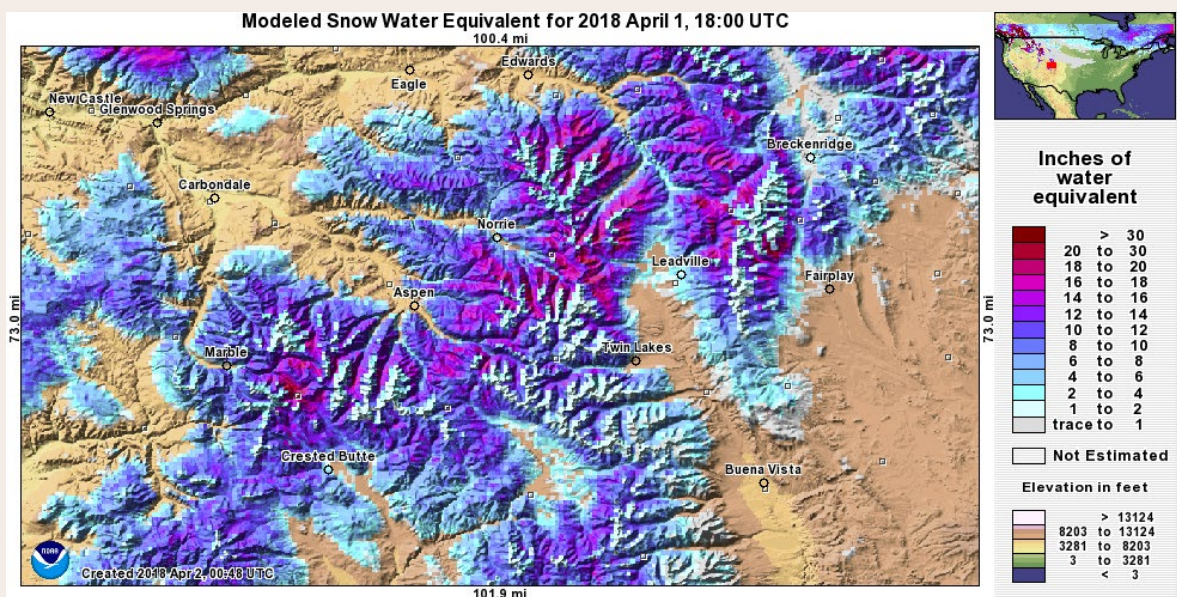 Modeled Snow Water Equivalent for 2018 April 1, 18:00 UTC
100.4 mi
Edwards
Eagle
New Castle
Glenwood Springs
Breckenridge
Carbondale
Norrie
Leadville
Fairplay
Aspen
73.0 mi
73.0 mi
Marble
Twin Lakes
Crested Butte
Buena Vista
NOAA
Created 2018 Apr 2, 00:48 UTC
101.9 mi
Inches of
water
equivalent
> 30
20 to 30
18 to 20
16 to 18
14 to 16
12 to 14
10 to 12
8 to 10
6 to 8
4 to 6
2 to 4
1 to 2
trace to 1
Not Estimated
Elevation in feet
> 13124
8203 to 13124
3281 to 8203
3 to 3281
< 3